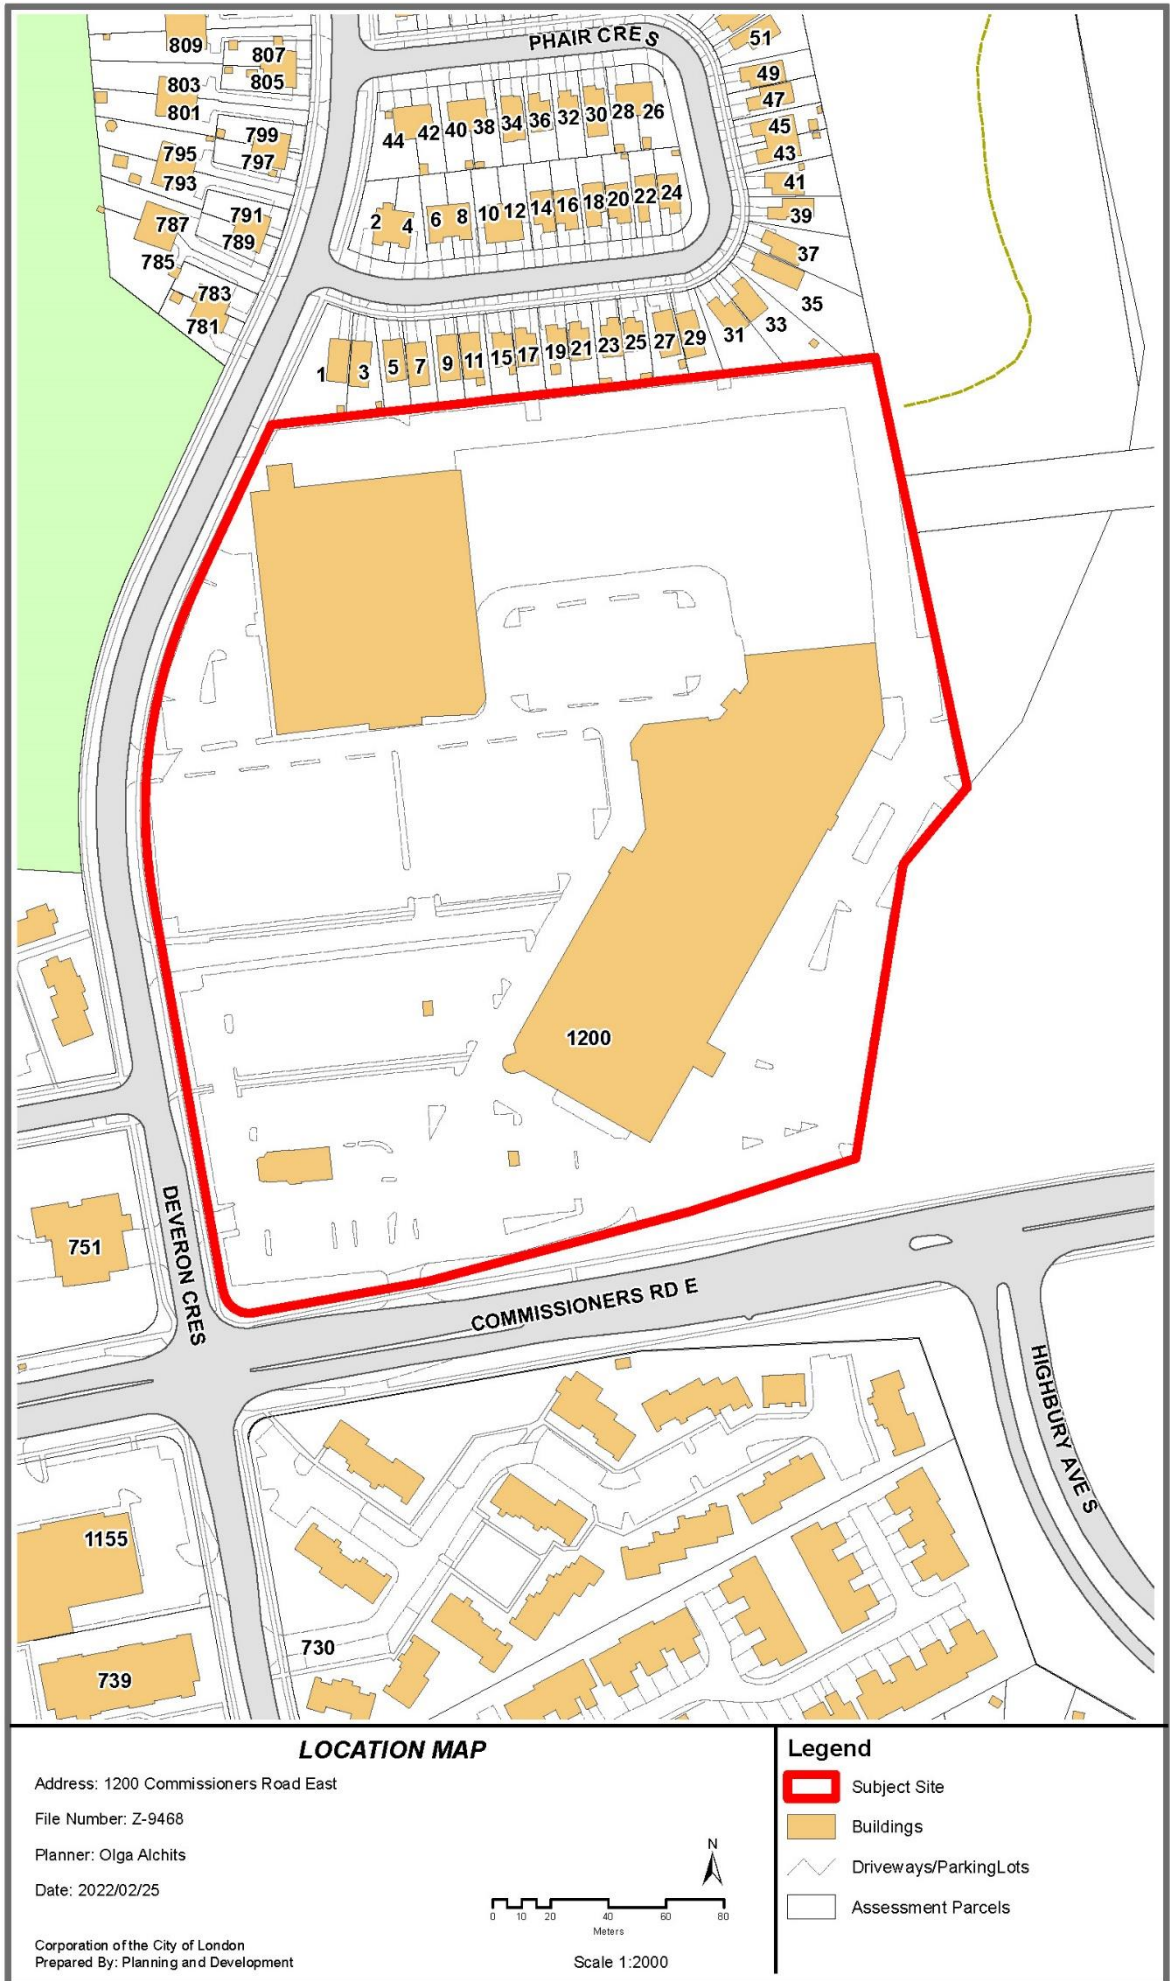 PHAIR CRES
51
809
807
49
803
805
47
801
44 42 40 38 34 36 32 30 28 26
45
799
43
795
797
793
41
2 4 6 8 10 12 14 16 18 20 22 24
39
787
791
789
37
785
783
35
781
33
31
1 3 5 7 9 11 15 17 19 21 23 25 27 29
1200
DEVERON CRES
751
COMMISSIONERS RD E
HIGHBURY AVE S
1155
730
739
LOCATION MAP
Address: 1200 Commissioners Road East
File Number: Z-9468
Planner: Olga Alchits
Date: 2022/02/25
Corporation of the City of London
Prepared By: Planning and Development
N
0 10 20 40 60 80
Meters
Scale 1:2000
Legend
Subject Site
Buildings
Driveways/ParkingLots
Assessment Parcels